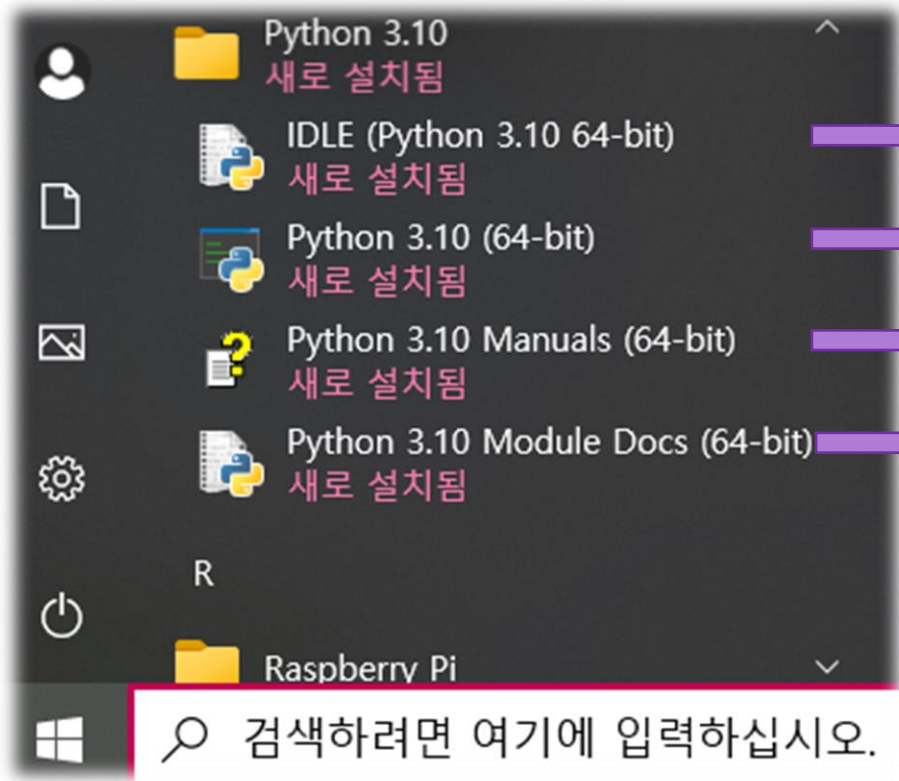 Python 3.10
새로 설치됨
IDLE (Python 3.10 64-bit)
새로 설치됨
Python 3.10 (64-bit)
새로 설치됨
Python 3.10 Manuals (64-bit)
새로 설치됨
Python 3.10 Module Docs (64-bit)
새로 설치됨
R
Raspberry Pi
검색하려면 여기에 입력하십시오.